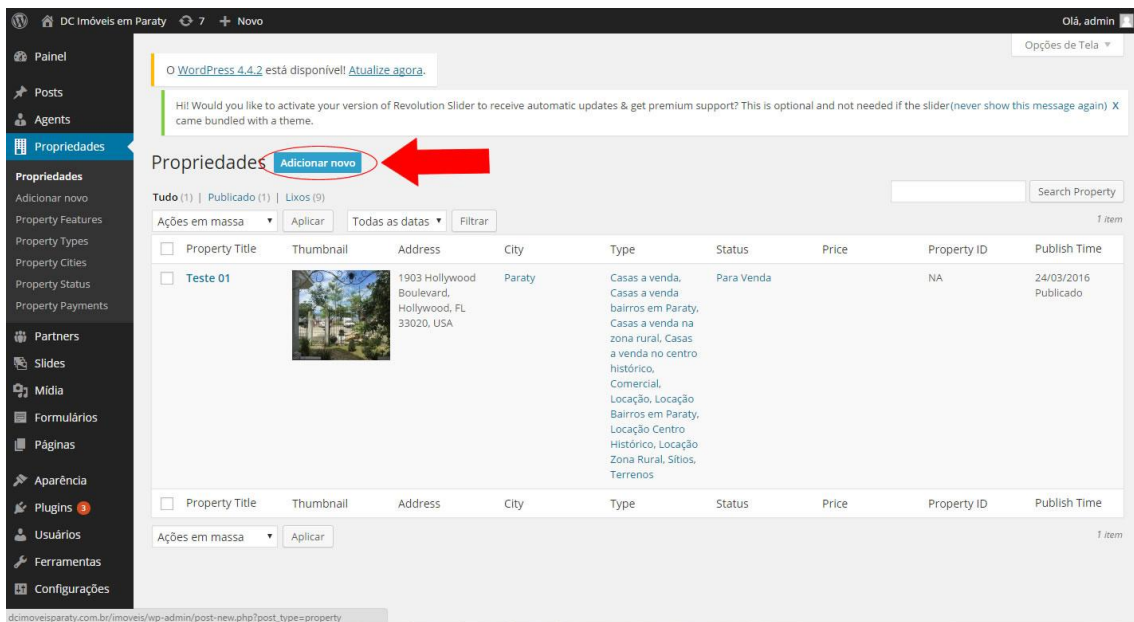 DC Imóveis em Paraty 7 + Novo Olá, admin
Opções de Tela ▼
Painel
Posts
Agents
Propriedades
Propriedades
Adicionar novo
Property Features
Property Types
Property Cities
Property Status
Property Payments
Partners
Slides
Mídia
Formulários
Páginas
Aparência
Plugins 3
Usuários
Ferramentas
Configurações
O WordPress 4.4.2 está disponível! Atualize agora.
Hi! Would you like to activate your version of Revolution Slider to receive automatic updates & get premium support? This is optional and not needed if the slider(never show this message again) X
came bundled with a theme.
Propriedades Adicionar novo
Tudo (1) | Publicado (1) | Lixos (9)
Search Property
Ações em massa ▼ Aplicar Todas as datas ▼ Filtrar 1 item
Property Title Thumbnail Address City Type Status Price Property ID Publish Time
Teste 01
1903 Hollywood
Boulevard,
Hollywood, FL
33020, USA
Paraty
Casas a venda,
Casas a venda
bairros em Paraty,
Casas a venda na
zona rural, Casas
a venda no centro
histórico,
Comercial,
Locação, Locação
Bairros em Paraty,
Locação Centro
Histórico, Locação
Zona Rural, Sítios,
Terrenos
Para Venda
NA
24/03/2016
Publicado
Property Title Thumbnail Address City Type Status Price Property ID Publish Time
Ações em massa ▼ Aplicar 1 item
dcimoveisparaty.com.br/imoveis/wp-admin/post-new.php?post_type=property